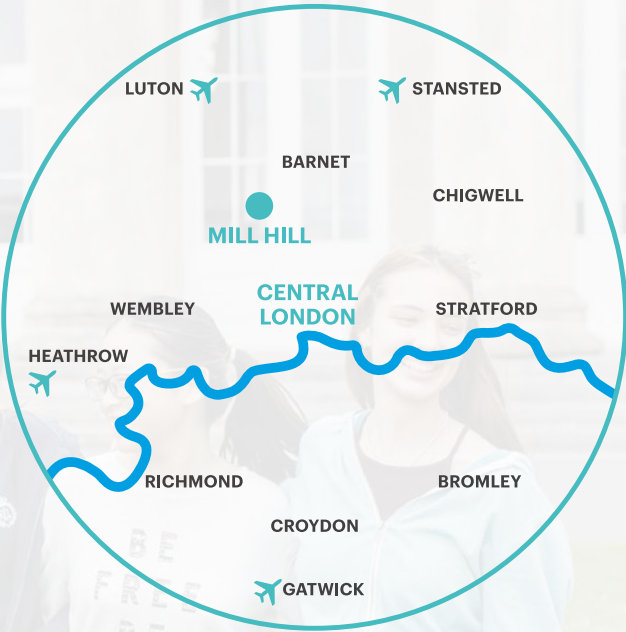 LUTON
STANSTED
BARNET
CHIGWELL
MILL HILL
CENTRAL
LONDON
WEMBLEY
STRATFORD
HEATHROW
RICHMOND
BROMLEY
CROYDON
GATWICK